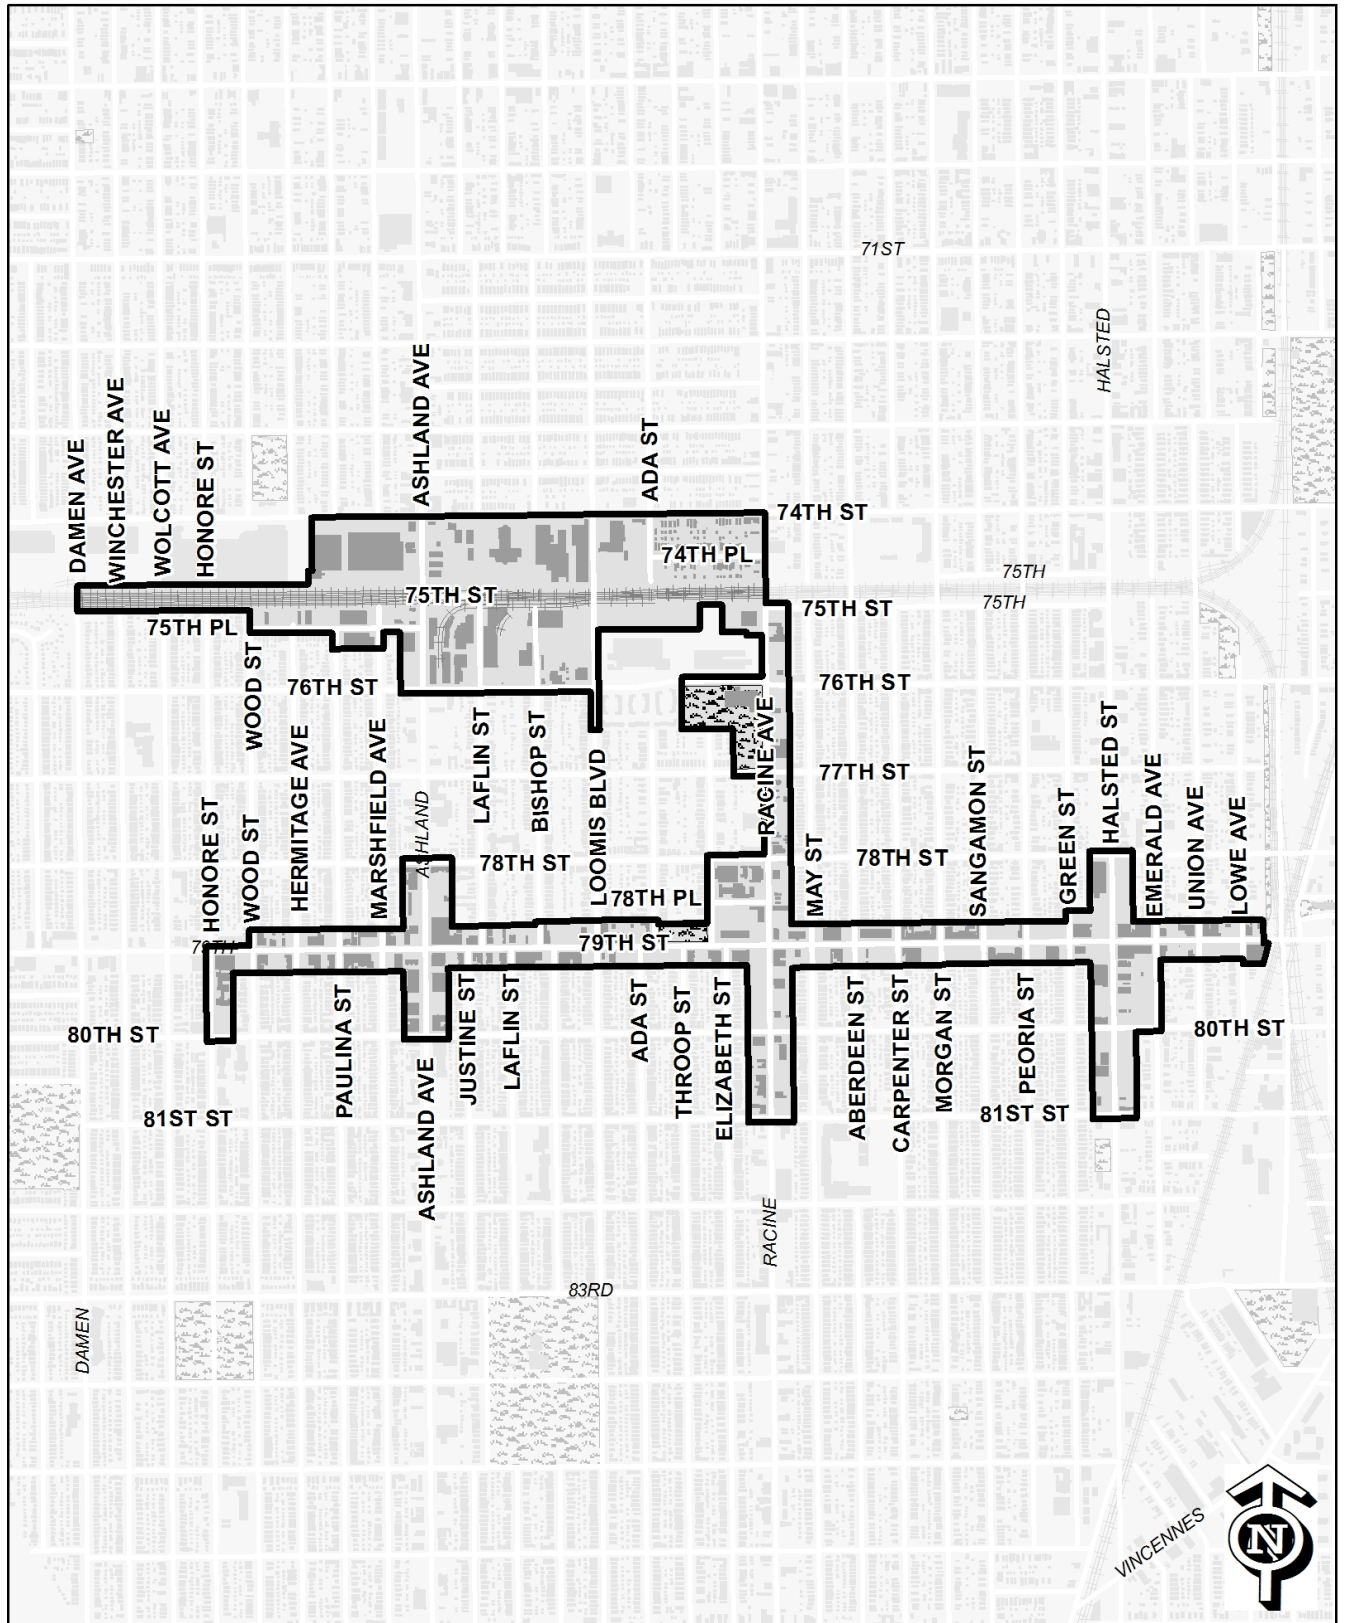 71ST
HALSTED
ASHLAND AVE
WINCHESTER AVE
WOLCOTT AVE
ADA ST
DAMEN AVE
HONORE ST
74TH ST
74TH PL
75TH
75TH ST
75TH
75TH ST
75TH PL
WOOD ST
76TH ST
76TH ST
HERMITAGE AVE
MARSHFIELD AVE
LAFLIN ST
BISHOP ST
LOOMIS BLVD
RACINE AVE
77TH ST
SANGAMON ST
HALSTED ST
EMERALD AVE
UNION AVE
LOWE AVE
GREEN ST
HONORE ST
WOOD ST
ASHLAND
78TH ST
78TH ST
MAY ST
78TH PL
79TH
79TH ST
80TH ST
80TH ST
PAULINA ST
JUSTINE ST
LAFLIN ST
ADA ST
THROOP ST
ELIZABETH ST
ABERDEEN ST
CARPENTER ST
MORGAN ST
PEORIA ST
81ST ST
81ST ST
ASHLAND AVE
RACINE
83RD
DAMEN
VINCENNES
N